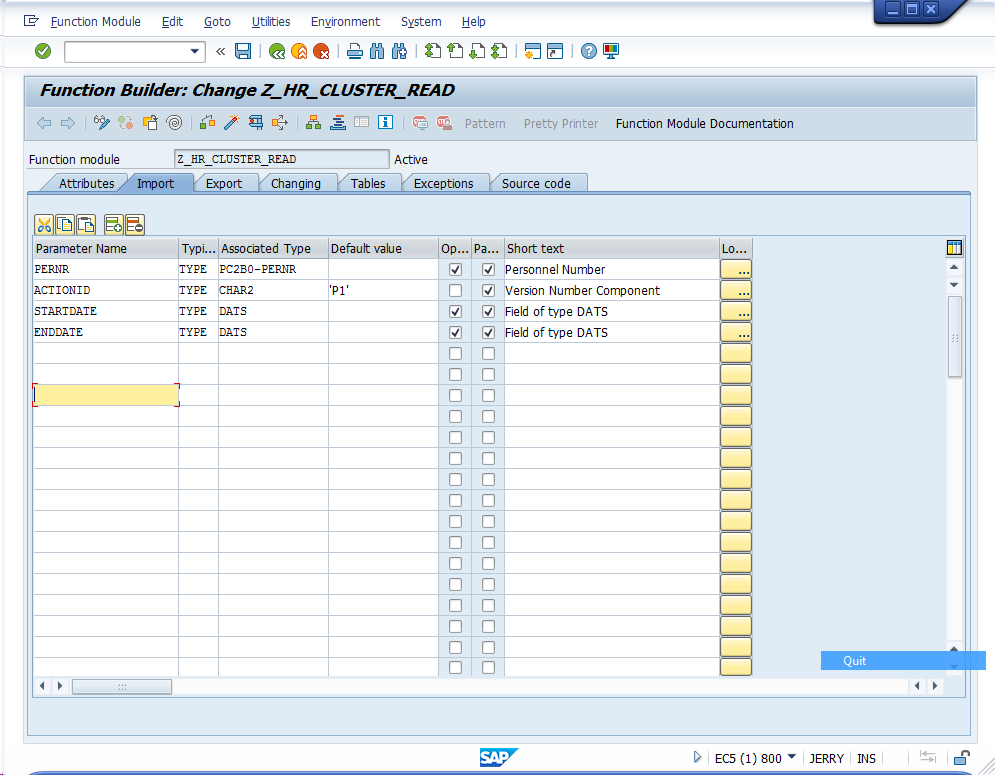 Function Module Edit Goto Utilities Environment System Help
«
Function Builder: Change Z_HR_CLUSTER_READ
Pattern Pretty Printer Function Module Documentation
Function module Z_HR_CLUSTER_READ Active
Attributes Import Export Changing Tables Exceptions Source code
Parameter Name Typi... Associated Type Default value Op... Pa... Short text Lo...
PERNR TYPE PC2B0-PERNR Personnel Number ...
ACTIONID TYPE CHAR2 'P1' Version Number Component ...
STARTDATE TYPE DATS Field of type DATS ...
ENDDATE TYPE DATS Field of type DATS ...
Quit
SAP EC5 (1) 800 JERRY INS